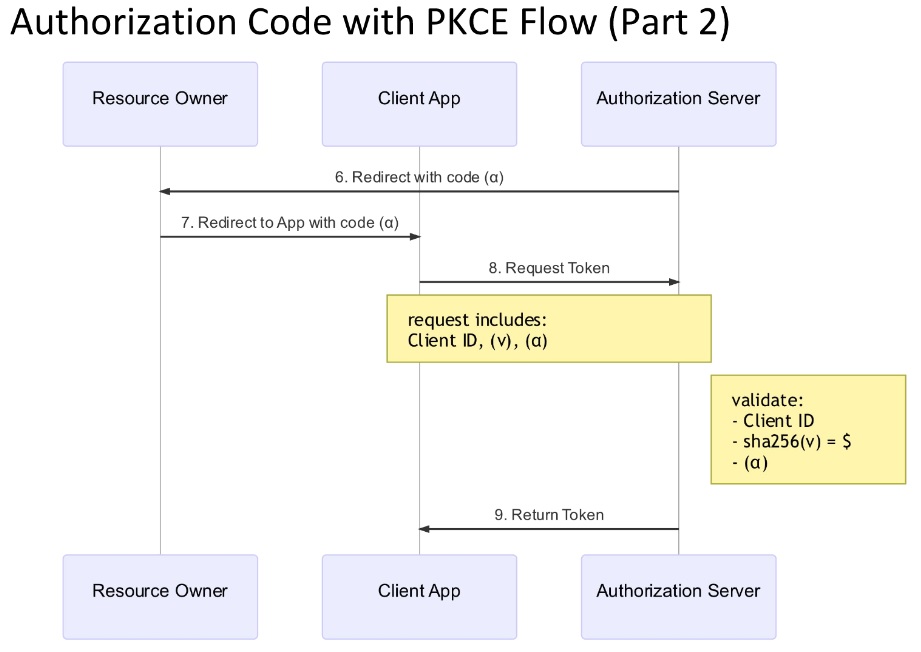 Authorization Code with PKCE Flow (Part 2)
Resource Owner
Client App
Authorization Server
6. Redirect with code (α)
7. Redirect to App with code (α)
8. Request Token
request includes:
Client ID, (v), (α)
validate:
- Client ID
- sha256(v) = $
- (α)
9. Return Token
Resource Owner
Client App
Authorization Server